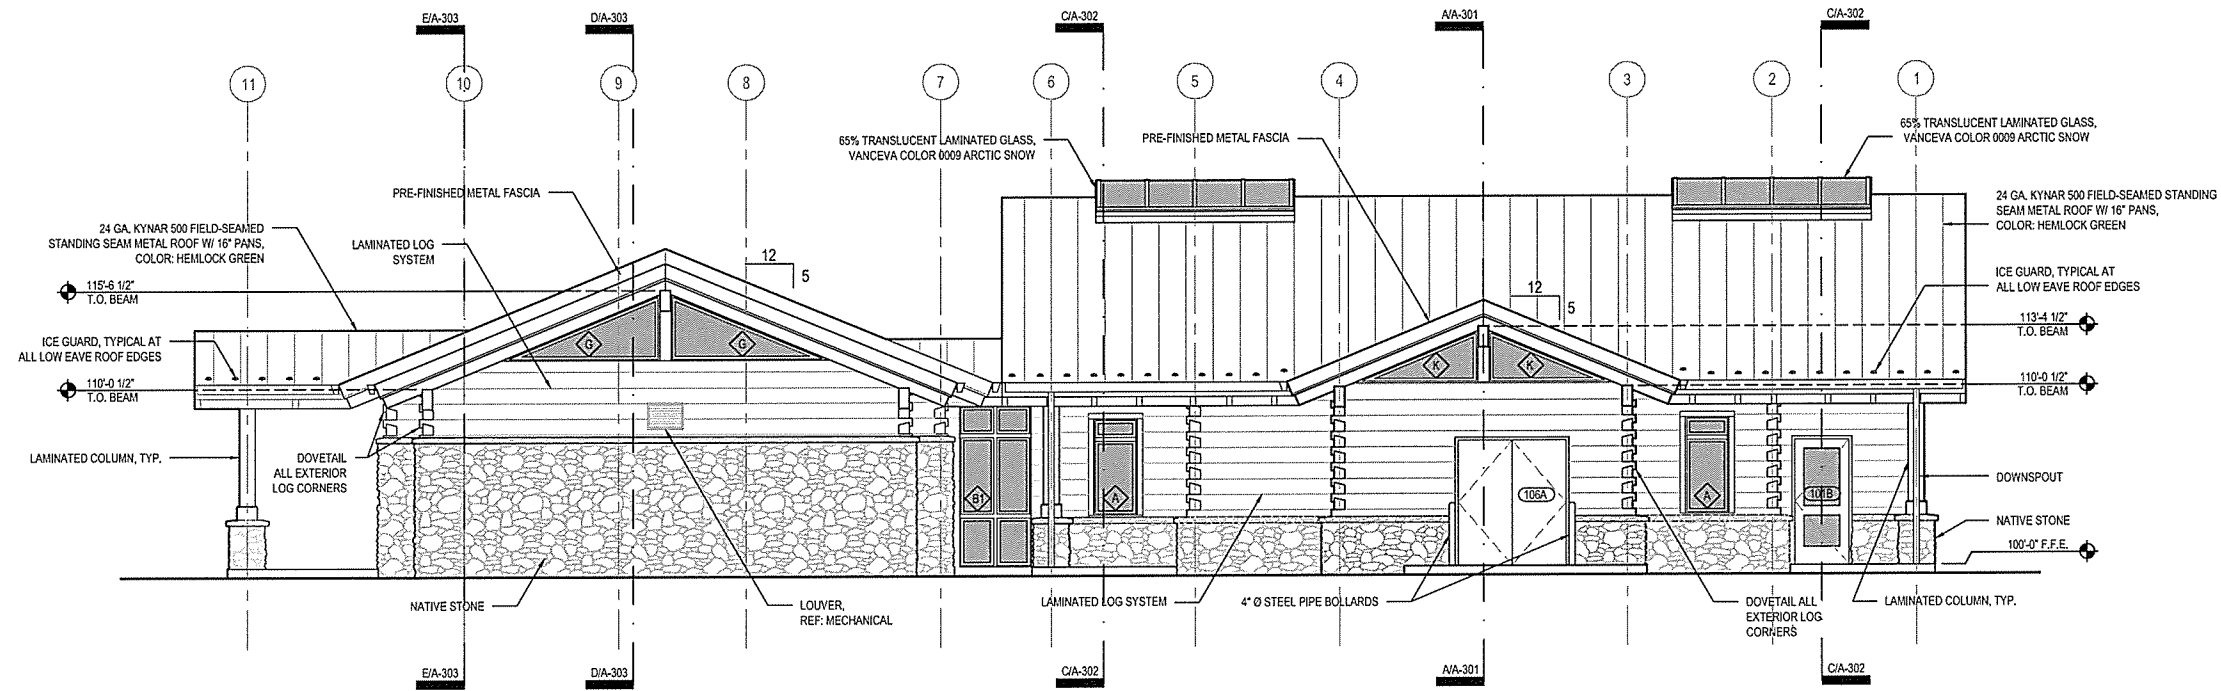 E/A-303
D/A-303
C/A-302
A/A-301
C/A-302
11
10
9
8
7
6
5
4
3
2
1
65% TRANSLUCENT LAMINATED GLASS,
VANCEVA COLOR 0009 ARCTIC SNOW
PRE-FINISHED METAL FASCIA
65% TRANSLUCENT LAMINATED GLASS,
VANCEVA COLOR 0009 ARCTIC SNOW
PRE-FINISHED METAL FASCIA
24 GA. KYNAR 500 FIELD-SEAMED
STANDING SEAM METAL ROOF W/ 16" PANS,
COLOR: HEMLOCK GREEN
LAMINATED LOG
SYSTEM
12
5
24 GA. KYNAR 500 FIELD-SEAMED STANDING
SEAM METAL ROOF W/ 16" PANS,
COLOR: HEMLOCK GREEN
115'-6 1/2"
T.O. BEAM
12
5
ICE GUARD, TYPICAL AT
ALL LOW EAVE ROOF EDGES
113'-4 1/2"
T.O. BEAM
ICE GUARD, TYPICAL AT
ALL LOW EAVE ROOF EDGES
G
G
K
K
110'-0 1/2"
T.O. BEAM
110'-0 1/2"
T.O. BEAM
LAMINATED COLUMN, TYP.
DOVETAIL
ALL EXTERIOR
LOG CORNERS
B1
A
106A
A
101B
DOWNSPOUT
NATIVE STONE
100'-0" F.F.E.
NATIVE STONE
LOUVER,
REF: MECHANICAL
LAMINATED LOG SYSTEM
4" Ø STEEL PIPE BOLLARDS
DOVETAIL ALL
EXTERIOR LOG
CORNERS
LAMINATED COLUMN, TYP.
E/A-303
D/A-303
C/A-302
A/A-301
C/A-302